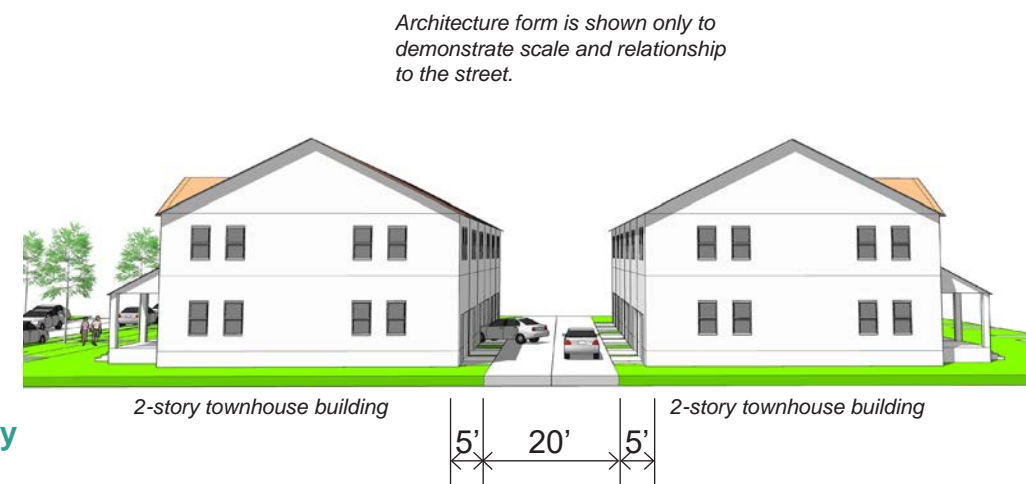 Architecture form is shown only to
demonstrate scale and relationship
to the street.
2-story townhouse building
2-story townhouse building
y
5’
20’
5’